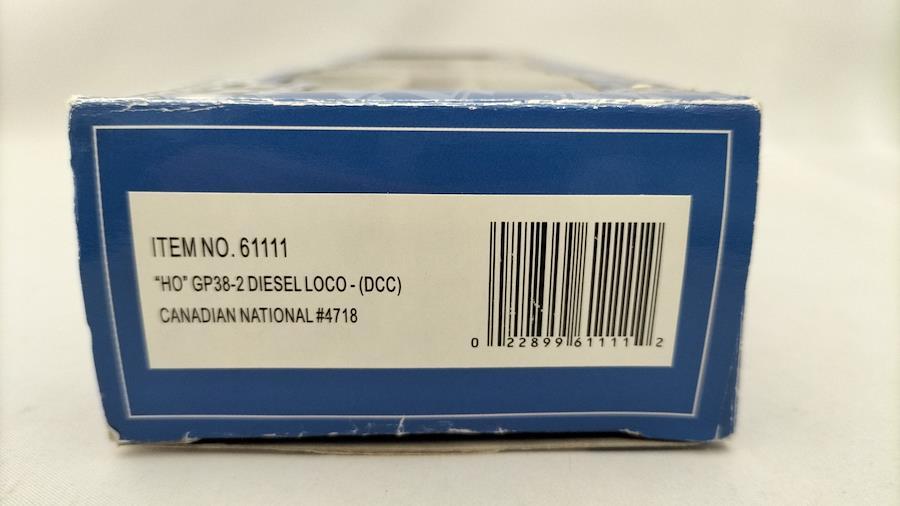 ITEM NO. 61111
"HO" GP38-2 DIESEL LOCO - (DCC)
CANADIAN NATIONAL #4718
0 22899 61111 2